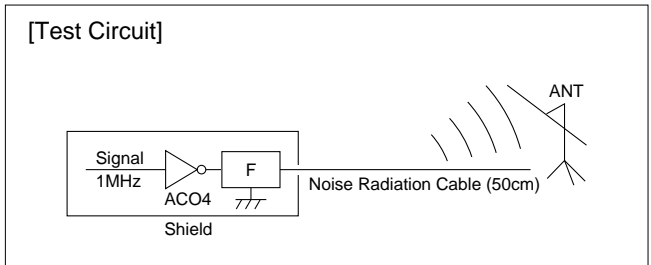 [Test Circuit]
ANT
Signal
1MHz
F
ACO4
Noise Radiation Cable (50cm)
Shield